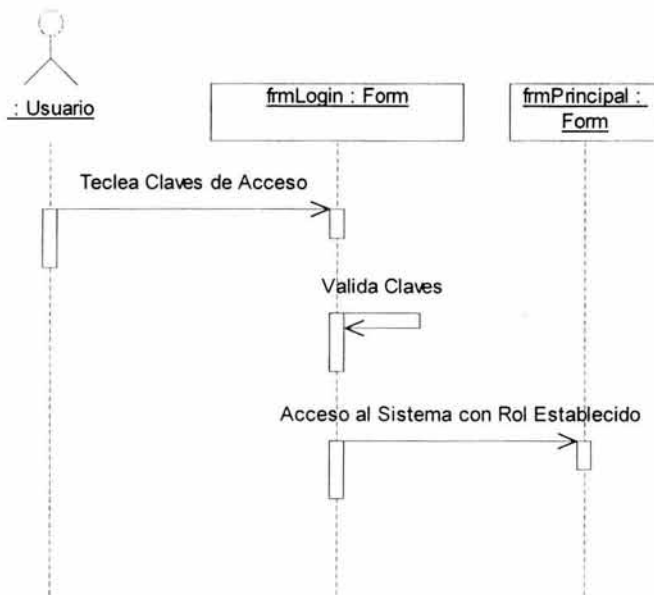 : Usuario
frmLogin : Form
frmPrincipal :
Form
Teclea Claves de Acceso
Valida Claves
Acceso al Sistema con Rol Establecido